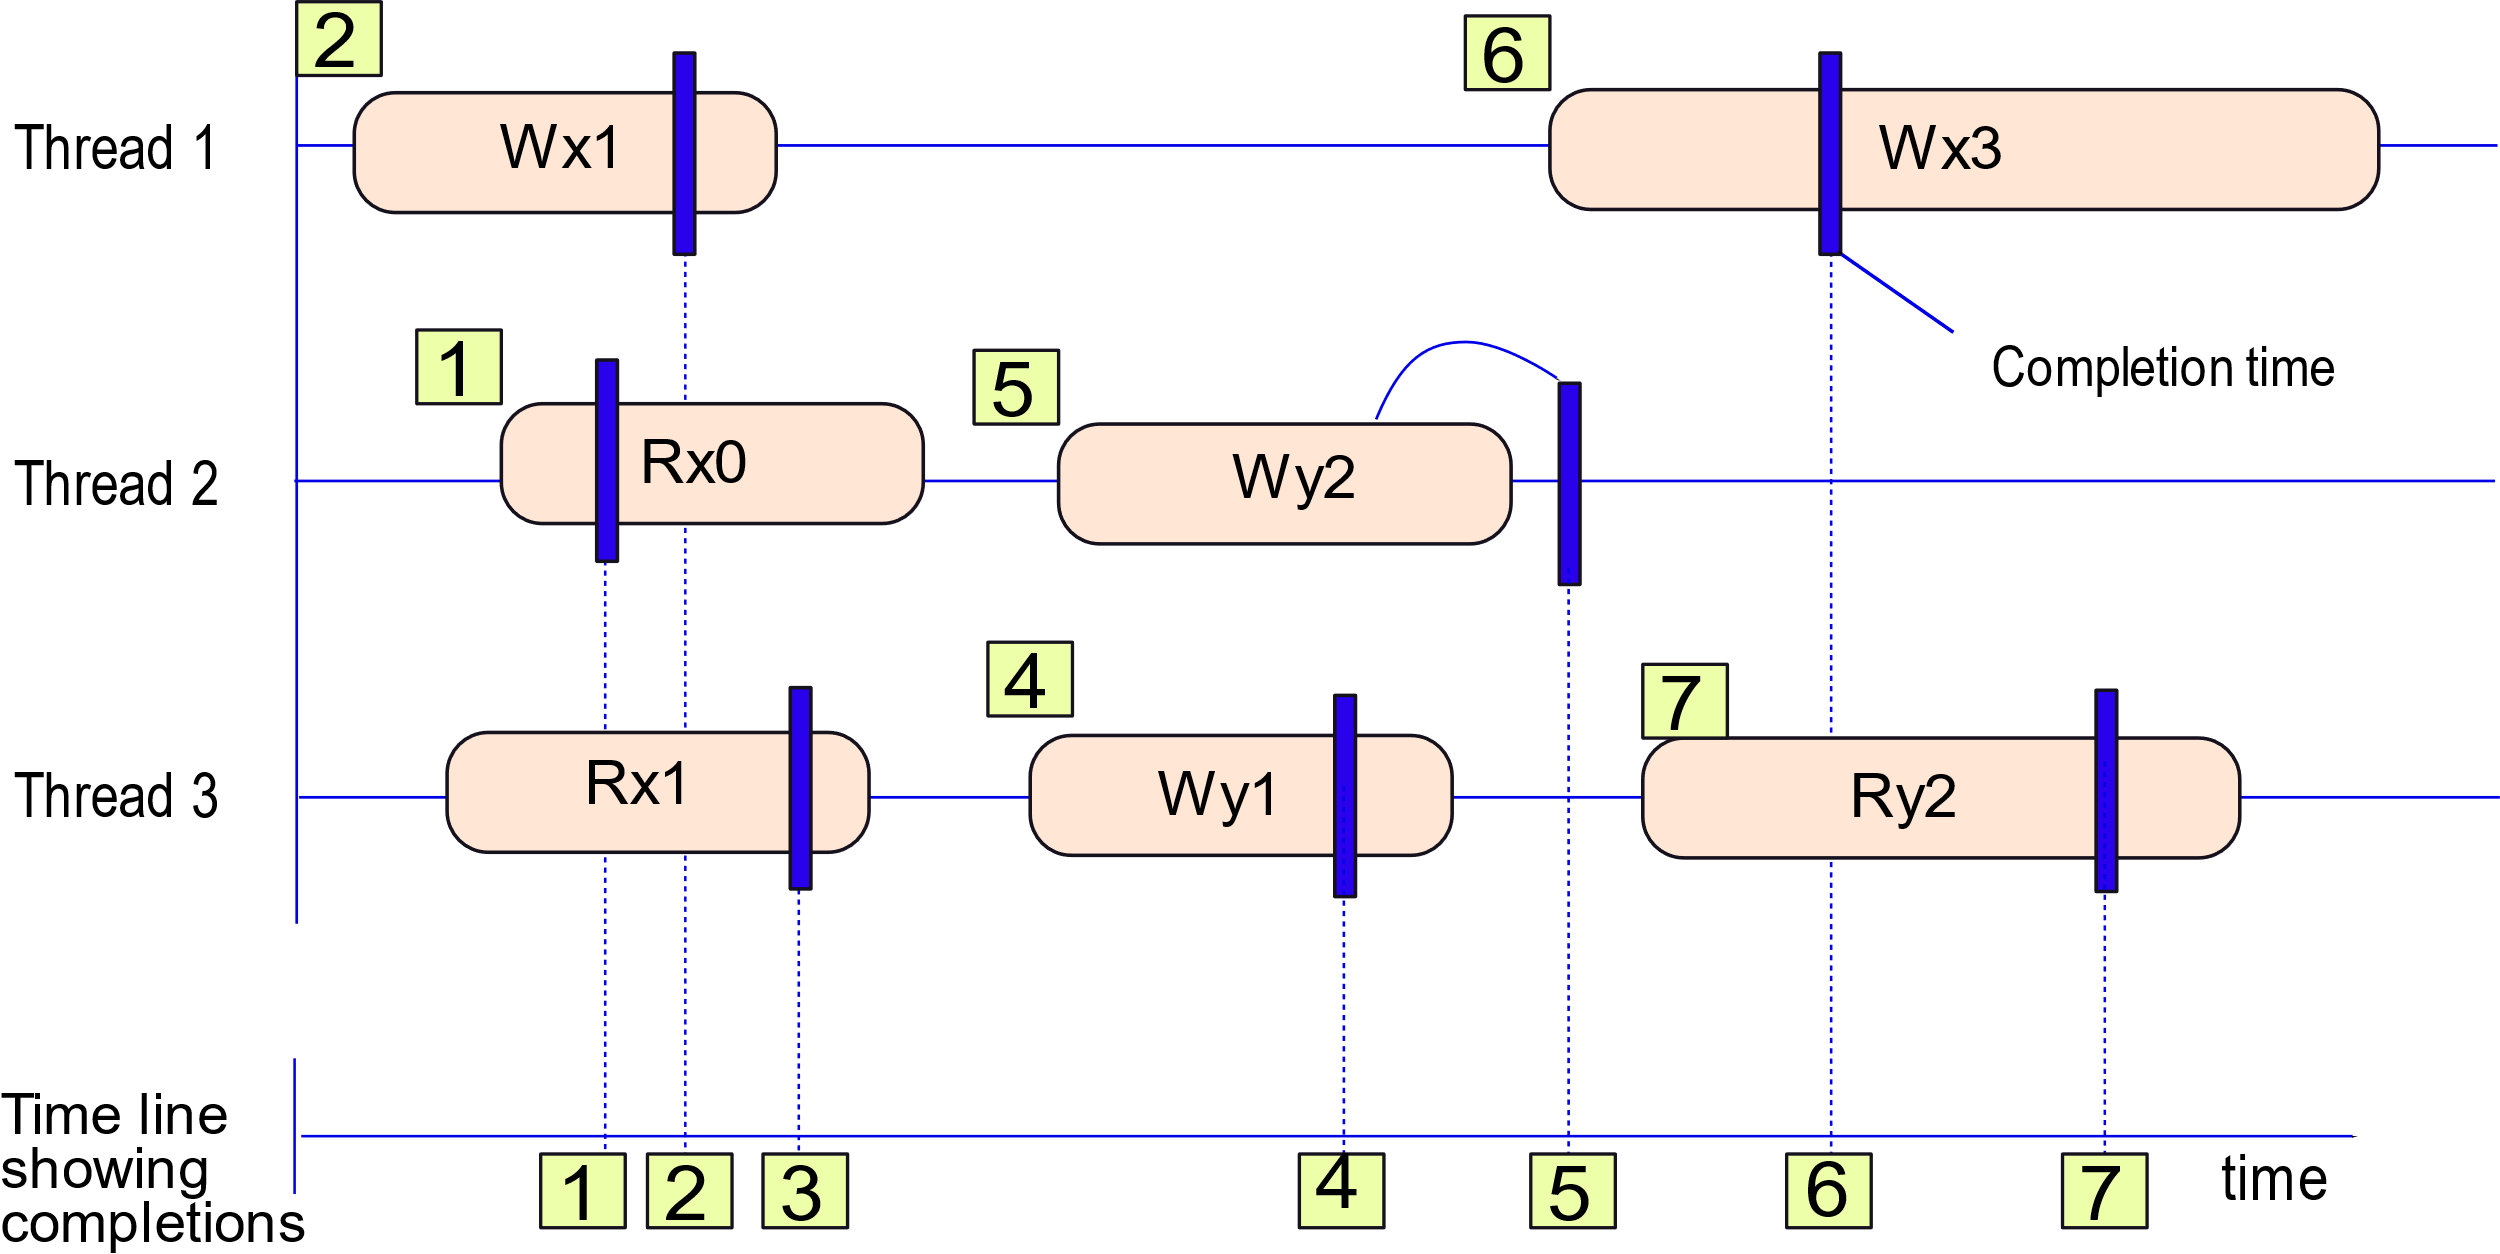 2
6
Thread 1
Wx1
Wx3
1
5
Completion time
Thread 2
Rx0
Wy2
4
7
Thread 3
Rx1
Wy1
Ry2
Time line
showing
completions
1
2
3
4
5
6
7
time